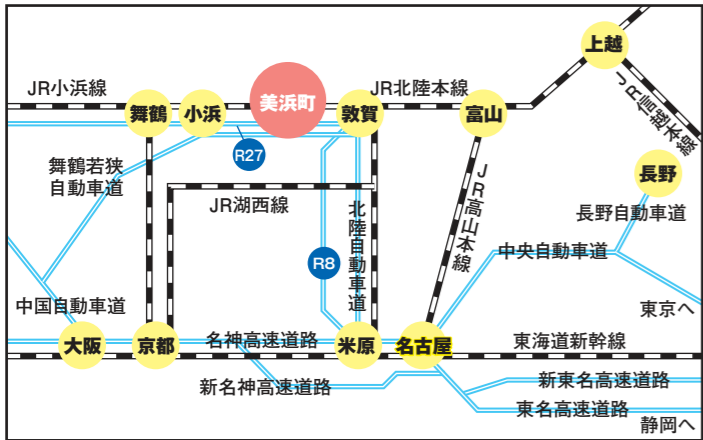 上越
JR小浜線
美浜町
JR北陸本線
舞鶴
小浜
敦賀
富山
JR信越本線
R27
舞鶴若狭
自動車道
長野
JR湖西線
北陸自動車道
JR高山本線
長野自動車道
R8
中央自動車道
中国自動車道
東京へ
大阪
京都
名神高速道路
米原
名古屋
東海道新幹線
新名神高速道路
新東名高速道路
東名高速道路
静岡へ